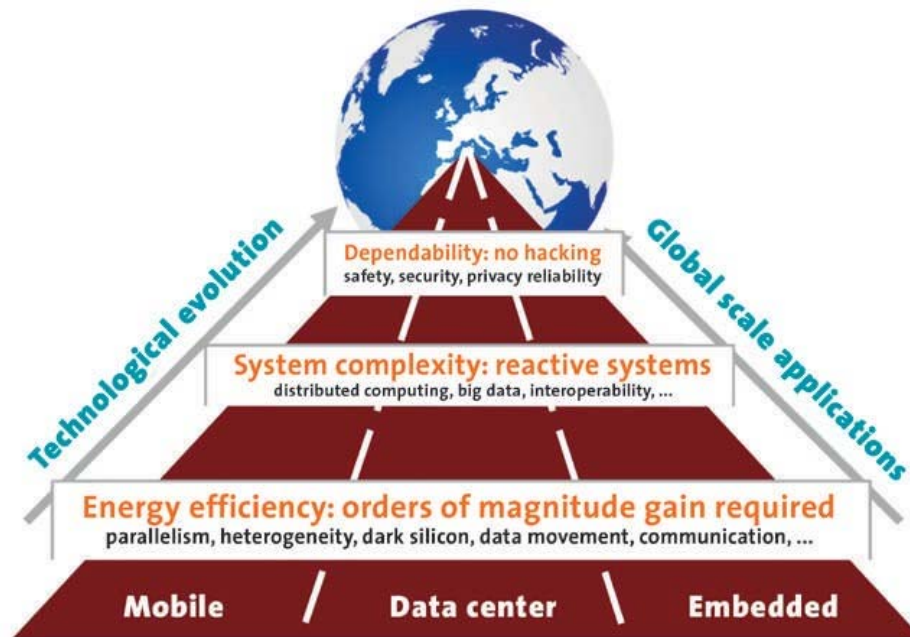 Technological evolution
Global scale applications
Dependability: no hacking
safety, security, privacy reliability
System complexity: reactive systems
distributed computing, big data, interoperability, ...
Energy efficiency: orders of magnitude gain required
parallelism, heterogeneity, dark silicon, data movement, communication, ...
Mobile
Data center
Embedded